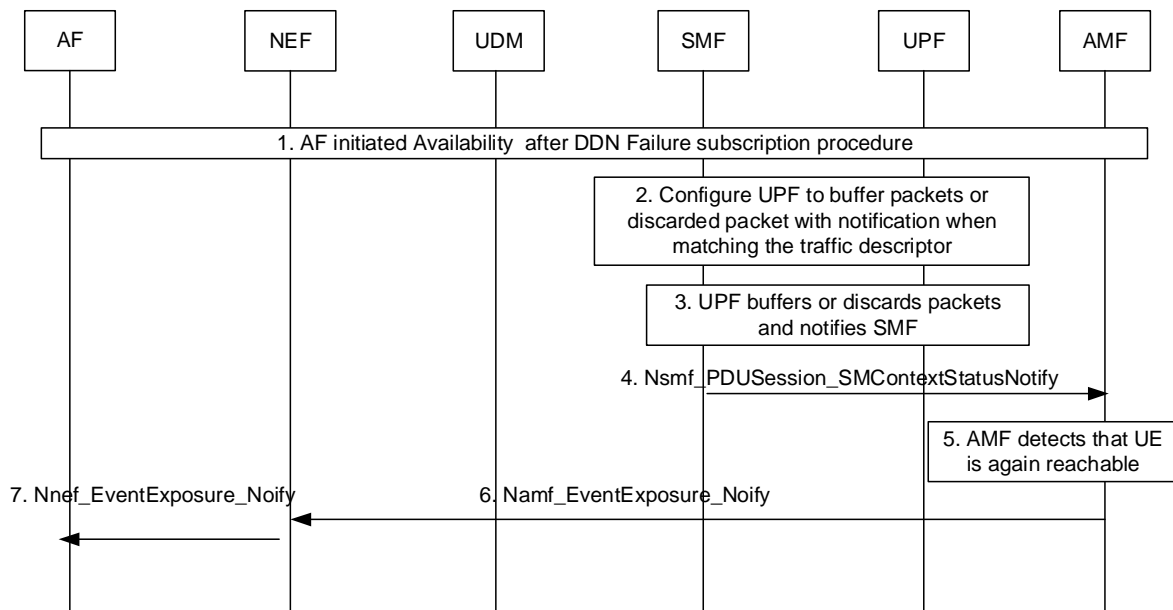 AF
NEF
UDM
SMF
UPF
AMF
1. AF initiated Availability  after DDN Failure subscription procedure
2. Configure UPF to buffer packets or
discarded packet with notification when
matching the traffic descriptor
3. UPF buffers or discards packets
and notifies SMF
4. Nsmf_PDUSession_SMContextStatusNotify
5. AMF detects that UE
is again reachable
7. Nnef_EventExposure_Noify
6. Namf_EventExposure_Noify